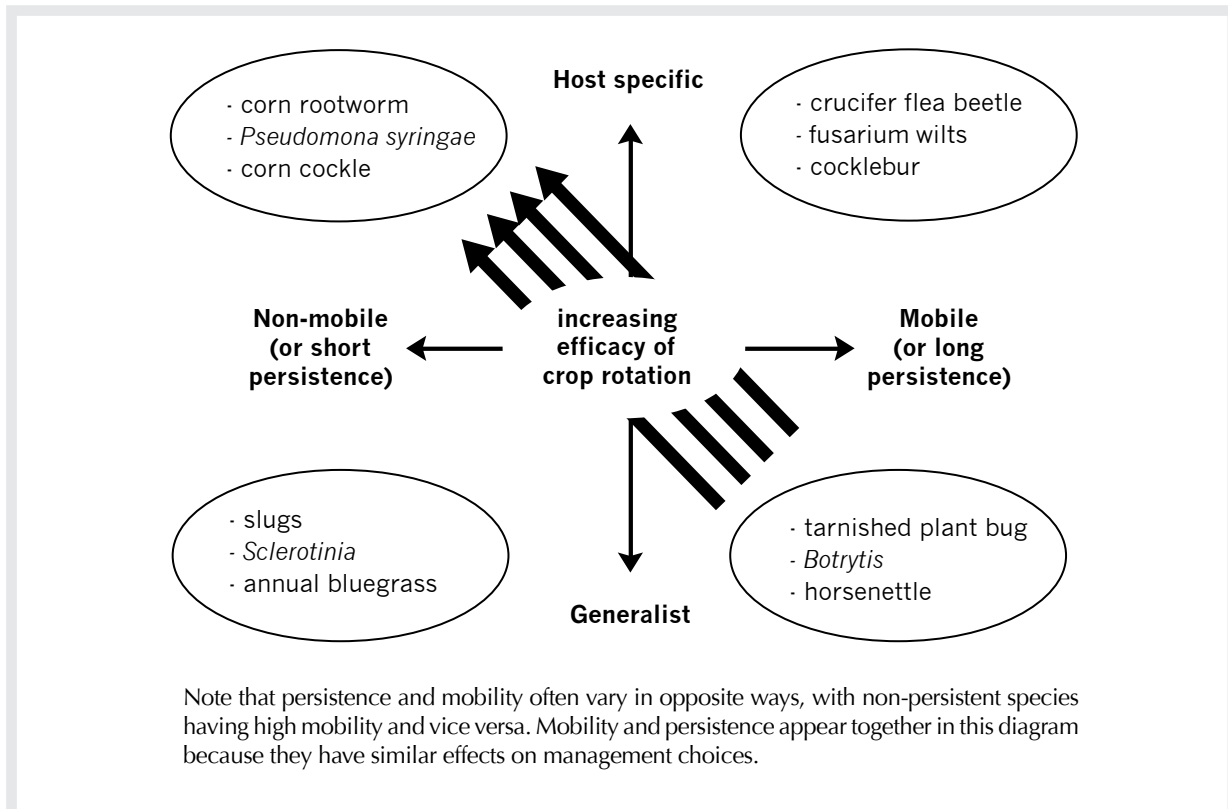 Host specific
- corn rootworm
- Pseudomona syringae
- corn cockle
- crucifer flea beetle
- fusarium wilts
- cocklebur
Non-mobile
(or short
persistence)
increasing
efficacy of
crop rotation
Mobile
(or long
persistence)
- slugs
- Sclerotinia
- annual bluegrass
- tarnished plant bug
- Botrytis
- horsenettle
Generalist
Note that persistence and mobility often vary in opposite ways, with non-persistent species
having high mobility and vice versa. Mobility and persistence appear together in this diagram
because they have similar effects on management choices.